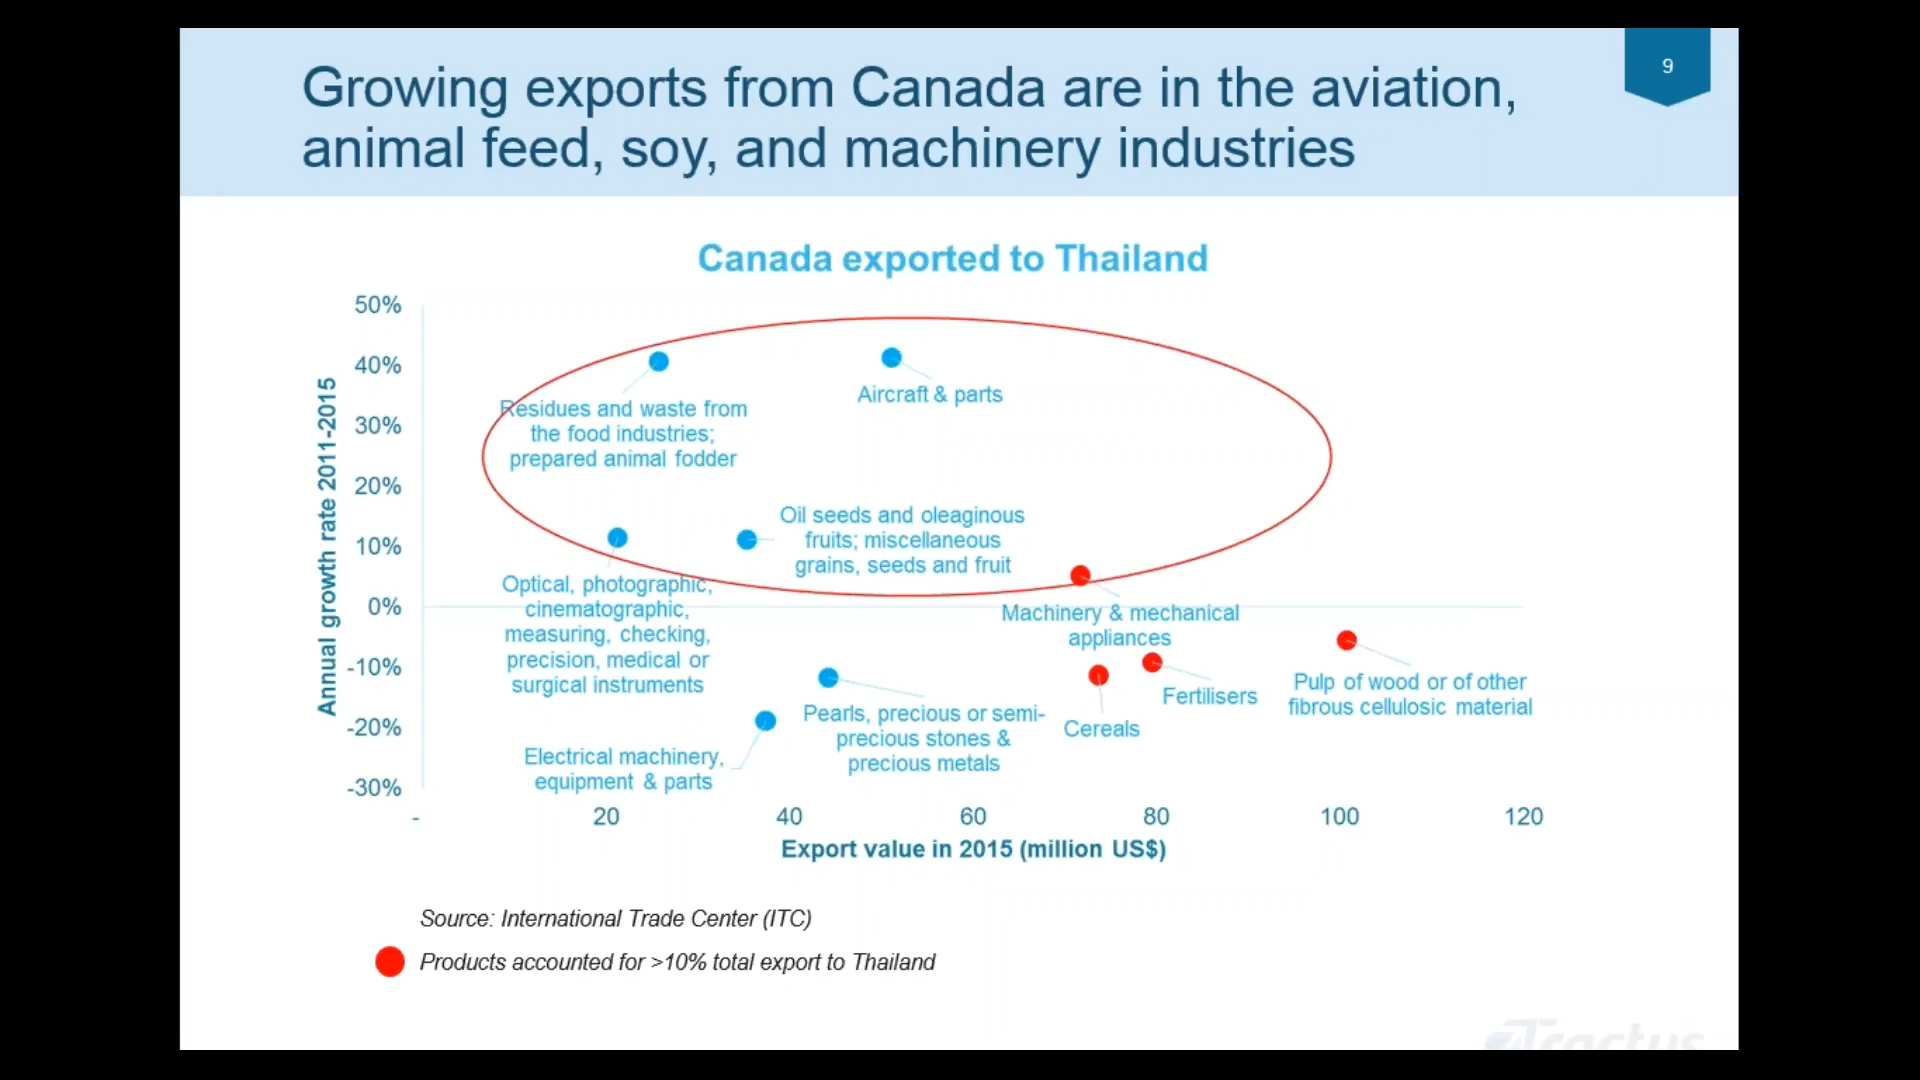 Growing exports from Canada are in the aviation,
animal feed, soy, and machinery industries
9
Canada exported to Thailand
Annual growth rate 2011-2015
50%
40%
30%
20%
10%
0%
-10%
-20%
-30%
Residues and waste from
the food industries;
prepared animal fodder
Aircraft & parts
Oil seeds and oleaginous
fruits; miscellaneous
grains, seeds and fruit
Optical, photographic,
cinematographic,
measuring, checking,
precision, medical or
surgical instruments
Machinery & mechanical
appliances
Pulp of wood or of other
fibrous cellulosic material
Fertilisers
Cereals
Pearls, precious or semi-
precious stones &
precious metals
Electrical machinery,
equipment & parts
- 20 40 60 80 100 120
Export value in 2015 (million US$)
Source: International Trade Center (ITC)
Products accounted for >10% total export to Thailand
Tractus